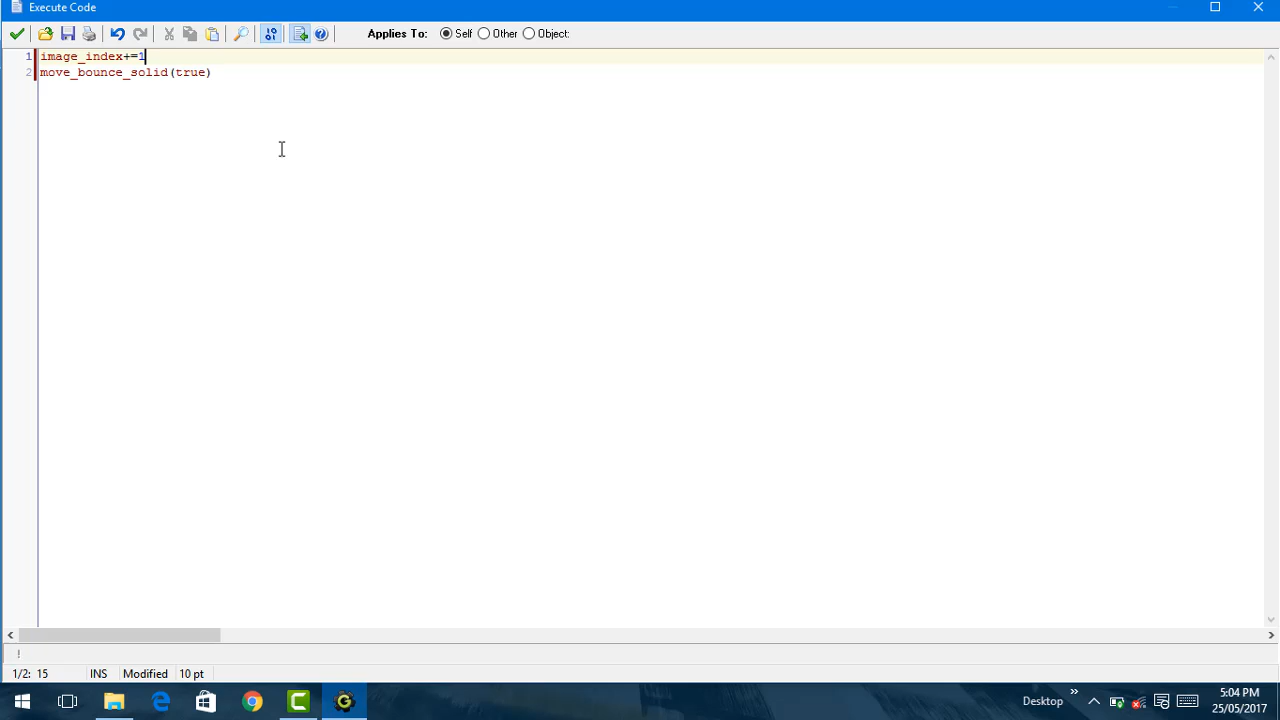 Execute Code
Applies To: Self Other Object:
1 image_index+=1
2 move_bounce_solid(true)
!
1/2: 15 INS Modified 10 pt
Desktop
5:04 PM
25/05/2017